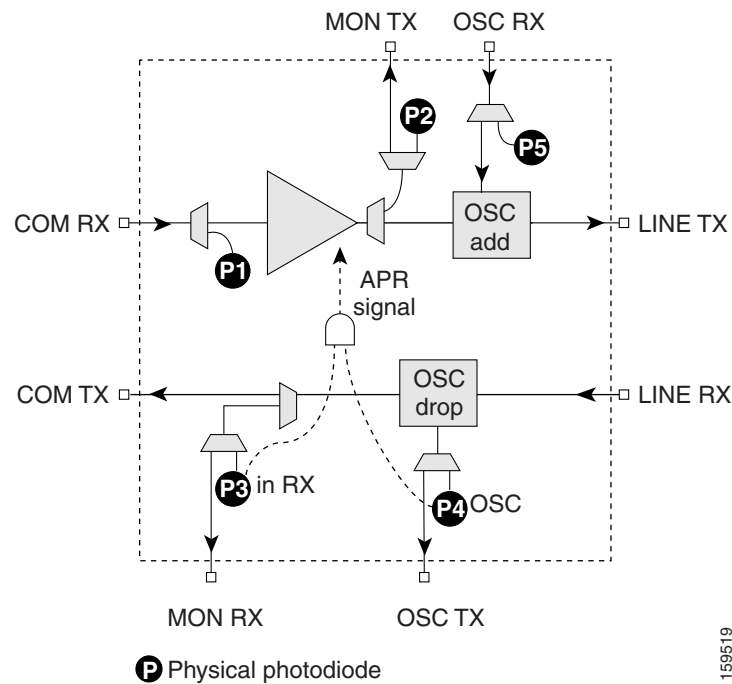 MON TX
OSC RX
P2
P5
COM RX
OSC
add
LINE TX
P1
APR
signal
COM TX
OSC
drop
LINE RX
P3 in RX
P4 OSC
MON RX
OSC TX
P Physical photodiode
159519